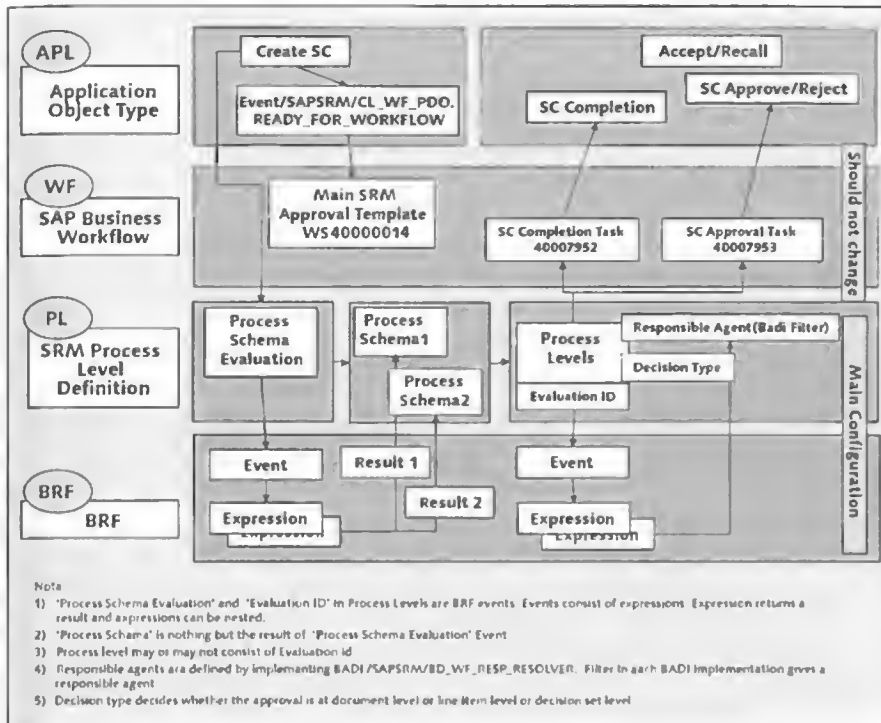 APL
Application
Object Type
Create SC
Event/SAPSRM/CL_WF_PDO.
READY_FOR_WORKFLOW
Accept/Recall
SC Completion
SC Approve/Reject
WF
SAP Business
Workflow
Main SRM
Approval Template
WS40000014
SC Completion Task
40007952
SC Approval Task
40007953
Should not change
PL
SRM Process
Level
Definition
Process
Schema
Evaluation
Process
Schema1
Process
Schema2
Process
Levels
Evaluation ID
Responsible Agent(Badi Filter)
Decision Type
Main Configuration
BRF
BRF
Event
Expression
Expression
Result 1
Result 2
Event
Expression
Expression
Nota
1) 'Process Schema Evaluation' and 'Evaluation ID' in Process Levels are BRF events. Events consist of expressions. Expression returns a
result and expressions can be nested.
2) 'Process Schama' is nothing but the result of 'Process Schema Evaluation' Event
3) Process level may or may not consist of Evaluation id
4) Responsible agents are defined by implemanting BADI /SAPSRM/BD_WF_RESP_RESOLVER. Filter in each BADI implementation gives a
responsible agent
5) Decision type decides whether the approval is at document level or line item level or decision set level